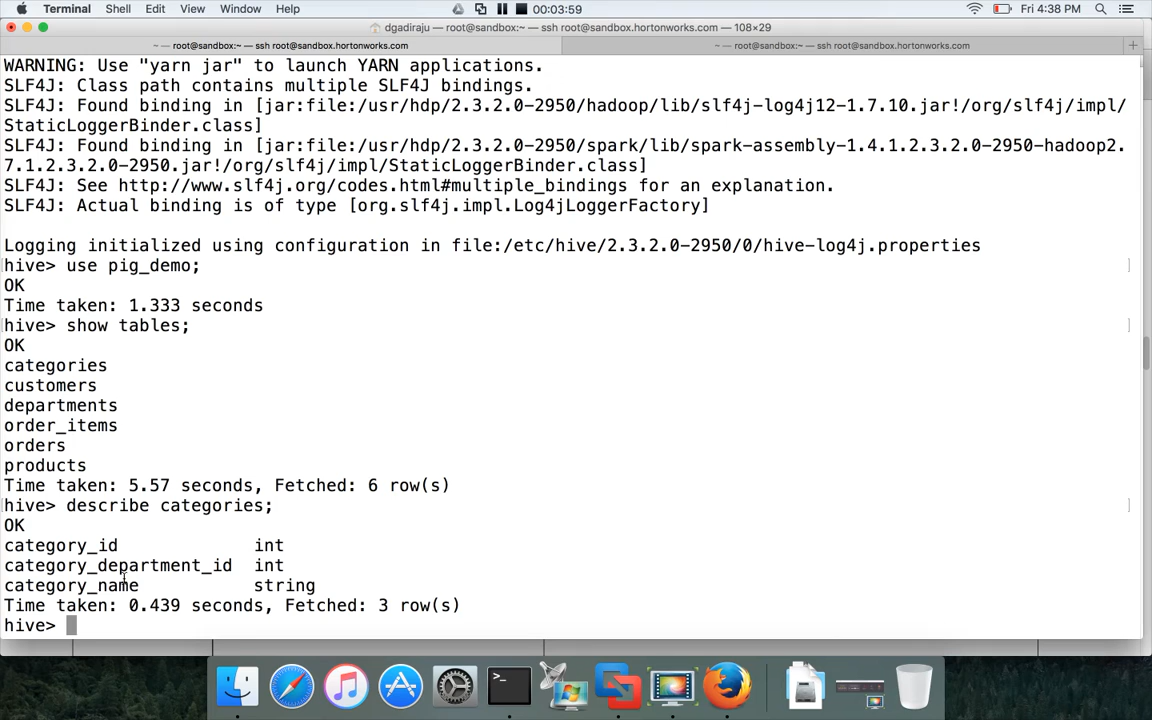 Terminal Shell Edit View Window Help 00:03:59 Fri 4:38 PM
dgadiraju — root@sandbox:~ — ssh root@sandbox.hortonworks.com — 108×29
~ — root@sandbox:~ — ssh root@sandbox.hortonworks.com
~ — root@sandbox:~ — ssh root@sandbox.hortonworks.com
WARNING: Use "yarn jar" to launch YARN applications.
SLF4J: Class path contains multiple SLF4J bindings.
SLF4J: Found binding in [jar:file:/usr/hdp/2.3.2.0-2950/hadoop/lib/slf4j-log4j12-1.7.10.jar!/org/slf4j/impl/
StaticLoggerBinder.class]
SLF4J: Found binding in [jar:file:/usr/hdp/2.3.2.0-2950/spark/lib/spark-assembly-1.4.1.2.3.2.0-2950-hadoop2.
7.1.2.3.2.0-2950.jar!/org/slf4j/impl/StaticLoggerBinder.class]
SLF4J: See http://www.slf4j.org/codes.html#multiple_bindings for an explanation.
SLF4J: Actual binding is of type [org.slf4j.impl.Log4jLoggerFactory]
Logging initialized using configuration in file:/etc/hive/2.3.2.0-2950/0/hive-log4j.properties
hive> use pig_demo;
OK
Time taken: 1.333 seconds
hive> show tables;
OK
categories
customers
departments
order_items
orders
products
Time taken: 5.57 seconds, Fetched: 6 row(s)
hive> describe categories;
OK
category_id int
category_department_id int
category_name string
Time taken: 0.439 seconds, Fetched: 3 row(s)
hive>